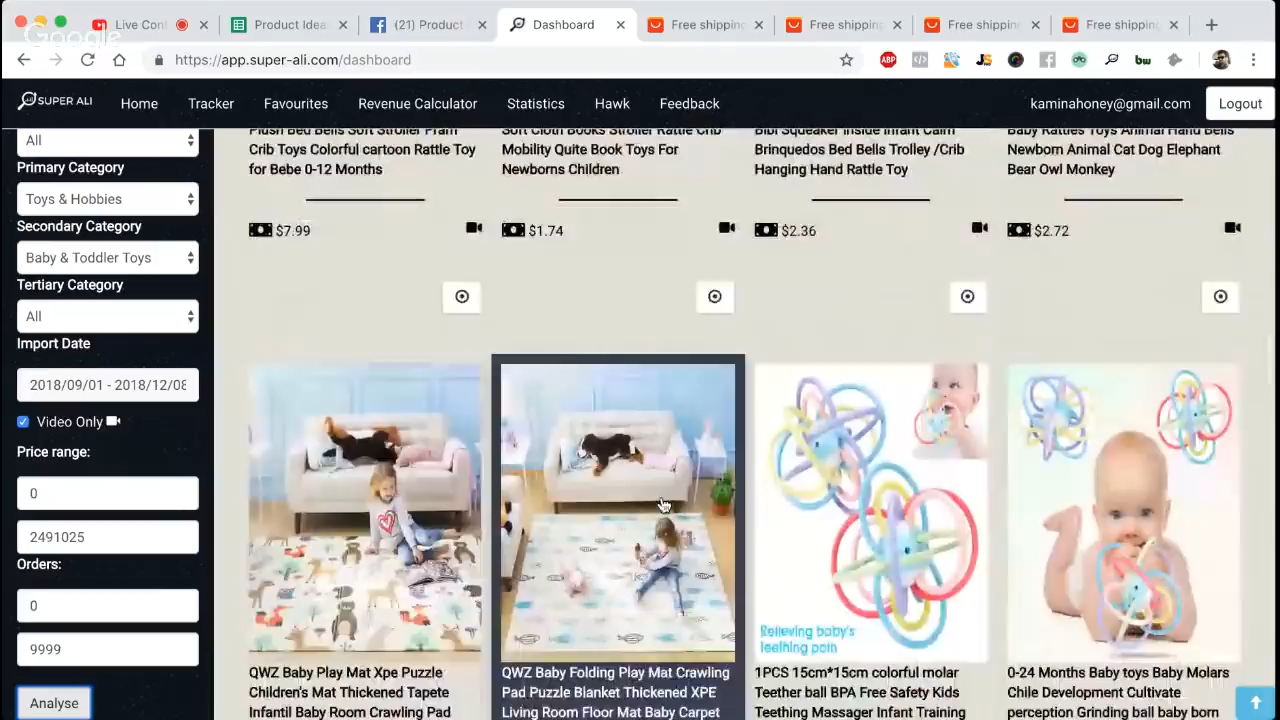 Live Cont
Product Idea
(21) Product
Dashboard
Free shipping
Free shipping
Free shipping
Free shipping
Google
https://app.super-ali.com/dashboard
ABP
JS
bw
SUPER ALI
Home
Tracker
Favourites
Revenue Calculator
Statistics
Hawk
Feedback
kaminahoney@gmail.com
Logout
All
Primary Category
Toys & Hobbies
Secondary Category
Baby & Toddler Toys
Tertiary Category
All
Import Date
2018/09/01 - 2018/12/08
Video Only
Price range:
0
2491025
Orders:
0
9999
Analyse
Plush Bed Bells Soft Stroller Pram
Crib Toys Colorful cartoon Rattle Toy
for Bebe 0-12 Months
$7.99
Soft Cloth Books Stroller Rattle Crib
Mobility Quite Book Toys For
Newborns Children
$1.74
Bibi Squeaker Inside Infant Calm
Brinquedos Bed Bells Trolley /Crib
Hanging Hand Rattle Toy
$2.36
Baby Rattles Toys Animal Hand Bells
Newborn Animal Cat Dog Elephant
Bear Owl Monkey
$2.72
QWZ Baby Play Mat Xpe Puzzle
Children's Mat Thickened Tapete
Infantil Baby Room Crawling Pad
QWZ Baby Folding Play Mat Crawling
Pad Puzzle Blanket Thickened XPE
Living Room Floor Mat Baby Carpet
Relieving baby's
teething pain
1PCS 15cm*15cm colorful molar
Teether ball BPA Free Safety Kids
Teething Massager Infant Training
0-24 Months Baby toys Baby Molars
Chile Development Cultivate
perception Grinding ball baby born